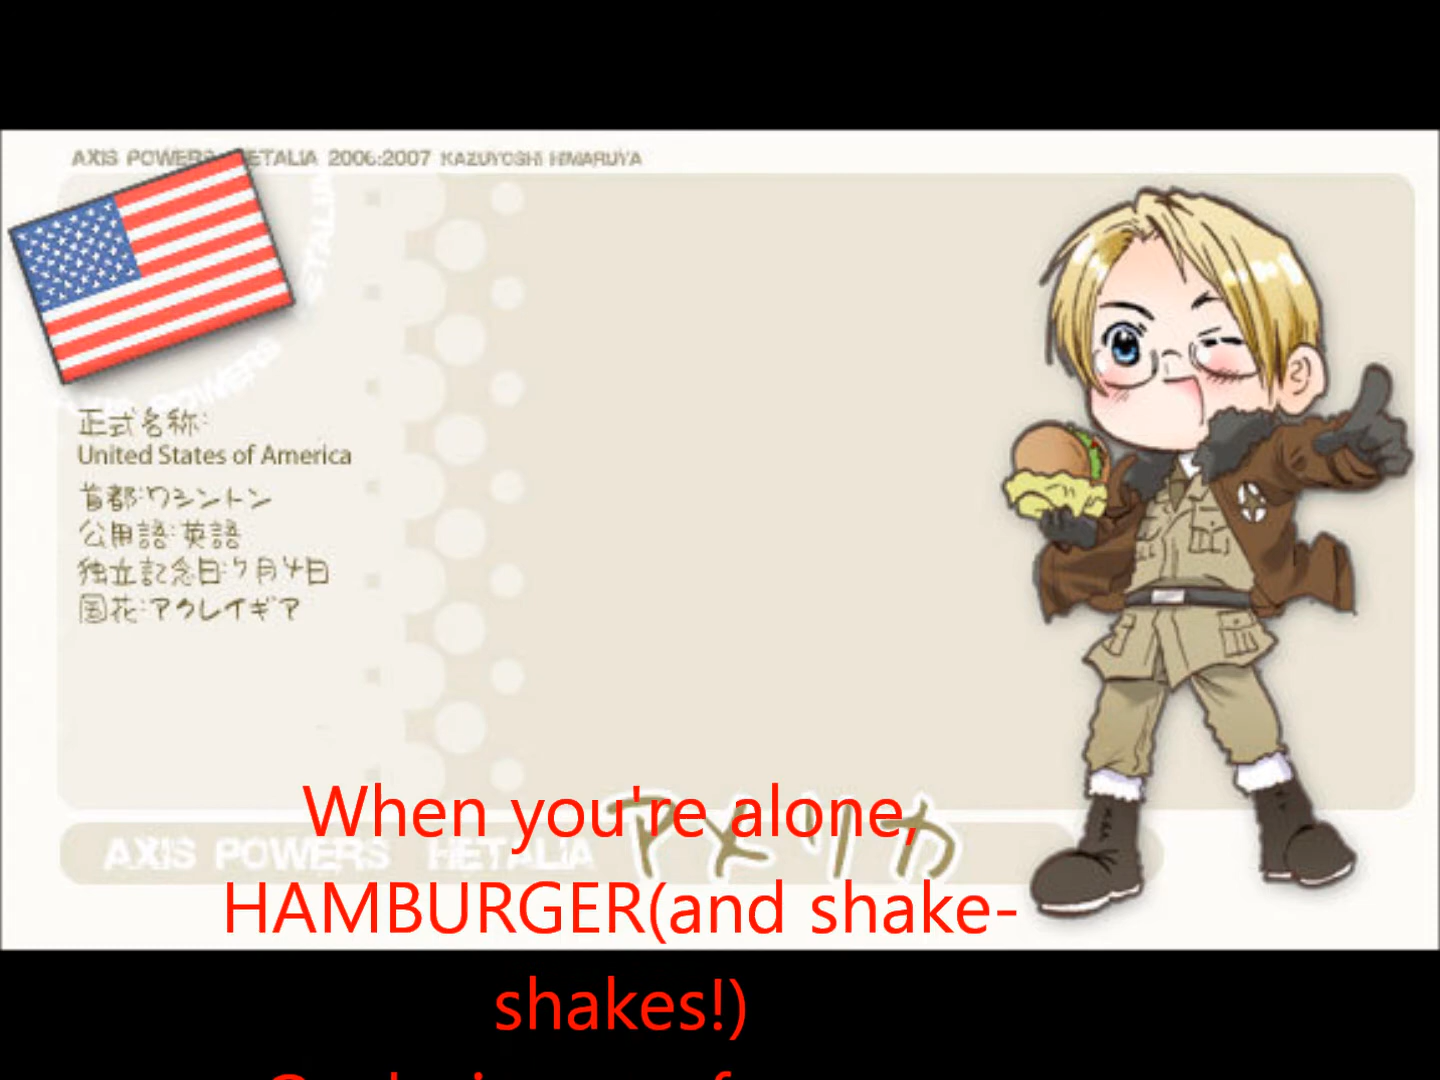 AXIS POWERS HETALIA 2006:2007 KAZUYOSHI HIMARUYA
ETALIA
POWERS
正式名称:
United States of America
首都:ワシントン
公用語:英語
独立記念日:7月4日
国花:アクレイギア
When you're alone,
アメリカ
AXIS POWERS HETALIA
HAMBURGER(and shake-
shakes!)